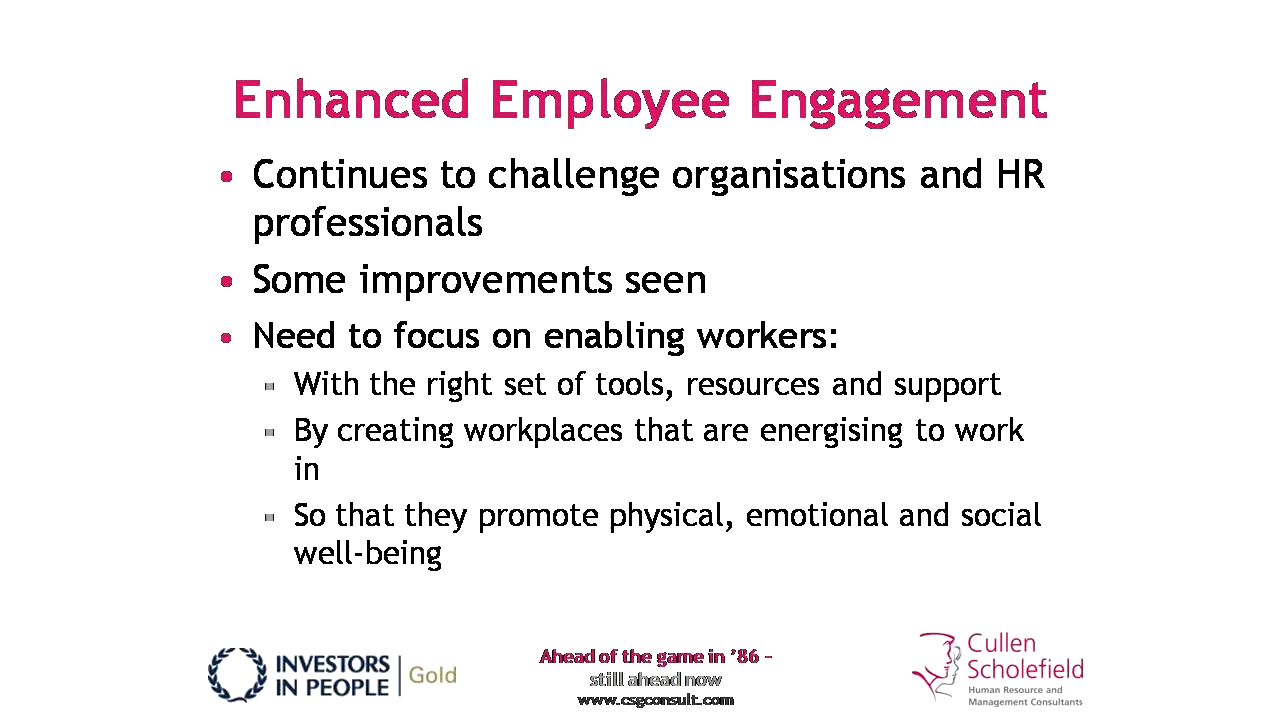 Enhanced Employee Engagement
• Continues to challenge organisations and HR
professionals
• Some improvements seen
• Need to focus on enabling workers:
With the right set of tools, resources and support
By creating workplaces that are energising to work
in
So that they promote physical, emotional and social
well-being
INVESTORS
IN PEOPLE
Gold
Ahead of the game in ’86 –
still ahead now
www.csgconsult.com
Cullen
Scholefield
Human Resource and
Management Consultants